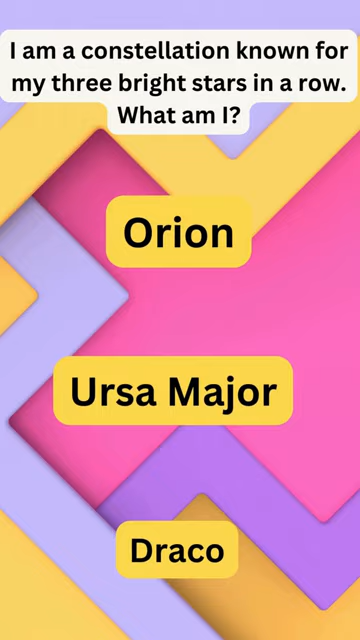 I am a constellation known for
my three bright stars in a row.
What am I?
Orion
Ursa Major
Draco